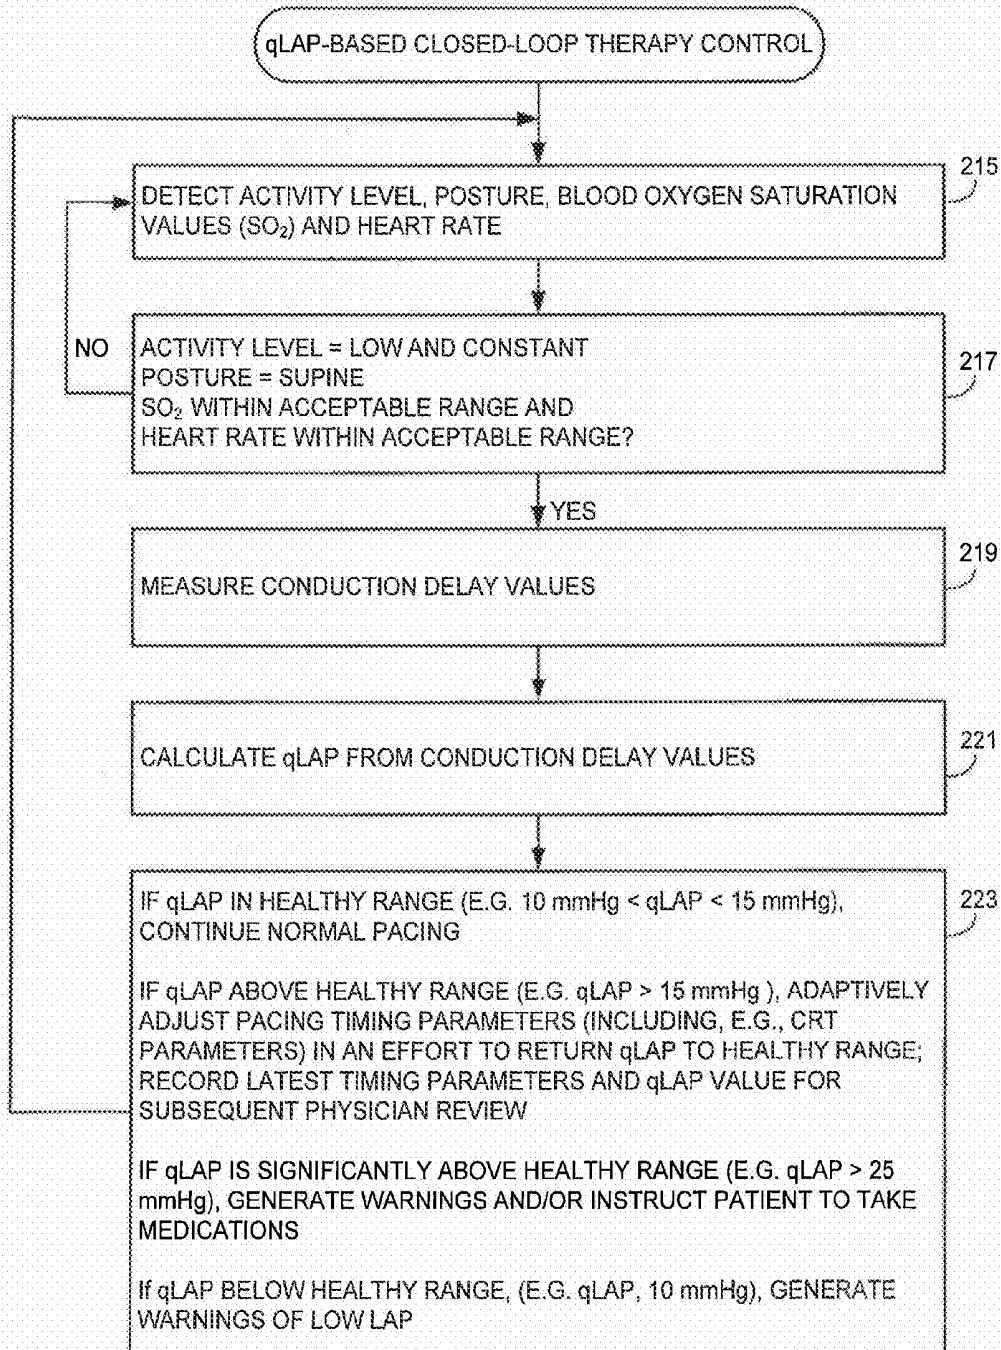 qLAP-BASED CLOSED-LOOP THERAPY CONTROL
215
DETECT ACTIVITY LEVEL, POSTURE, BLOOD OXYGEN SATURATION
VALUES (SO₂) AND HEART RATE
NO
ACTIVITY LEVEL = LOW AND CONSTANT
POSTURE = SUPINE
SO₂ WITHIN ACCEPTABLE RANGE AND
HEART RATE WITHIN ACCEPTABLE RANGE?
217
YES
219
MEASURE CONDUCTION DELAY VALUES
221
CALCULATE qLAP FROM CONDUCTION DELAY VALUES
223
IF qLAP IN HEALTHY RANGE (E.G. 10 mmHg < qLAP < 15 mmHg),
CONTINUE NORMAL PACING
IF qLAP ABOVE HEALTHY RANGE (E.G. qLAP > 15 mmHg ), ADAPTIVELY
ADJUST PACING TIMING PARAMETERS (INCLUDING, E.G., CRT
PARAMETERS) IN AN EFFORT TO RETURN qLAP TO HEALTHY RANGE;
RECORD LATEST TIMING PARAMETERS AND qLAP VALUE FOR
SUBSEQUENT PHYSICIAN REVIEW
IF qLAP IS SIGNIFICANTLY ABOVE HEALTHY RANGE (E.G. qLAP > 25
mmHg), GENERATE WARNINGS AND/OR INSTRUCT PATIENT TO TAKE
MEDICATIONS
If qLAP BELOW HEALTHY RANGE, (E.G. qLAP, 10 mmHg), GENERATE
WARNINGS OF LOW LAP